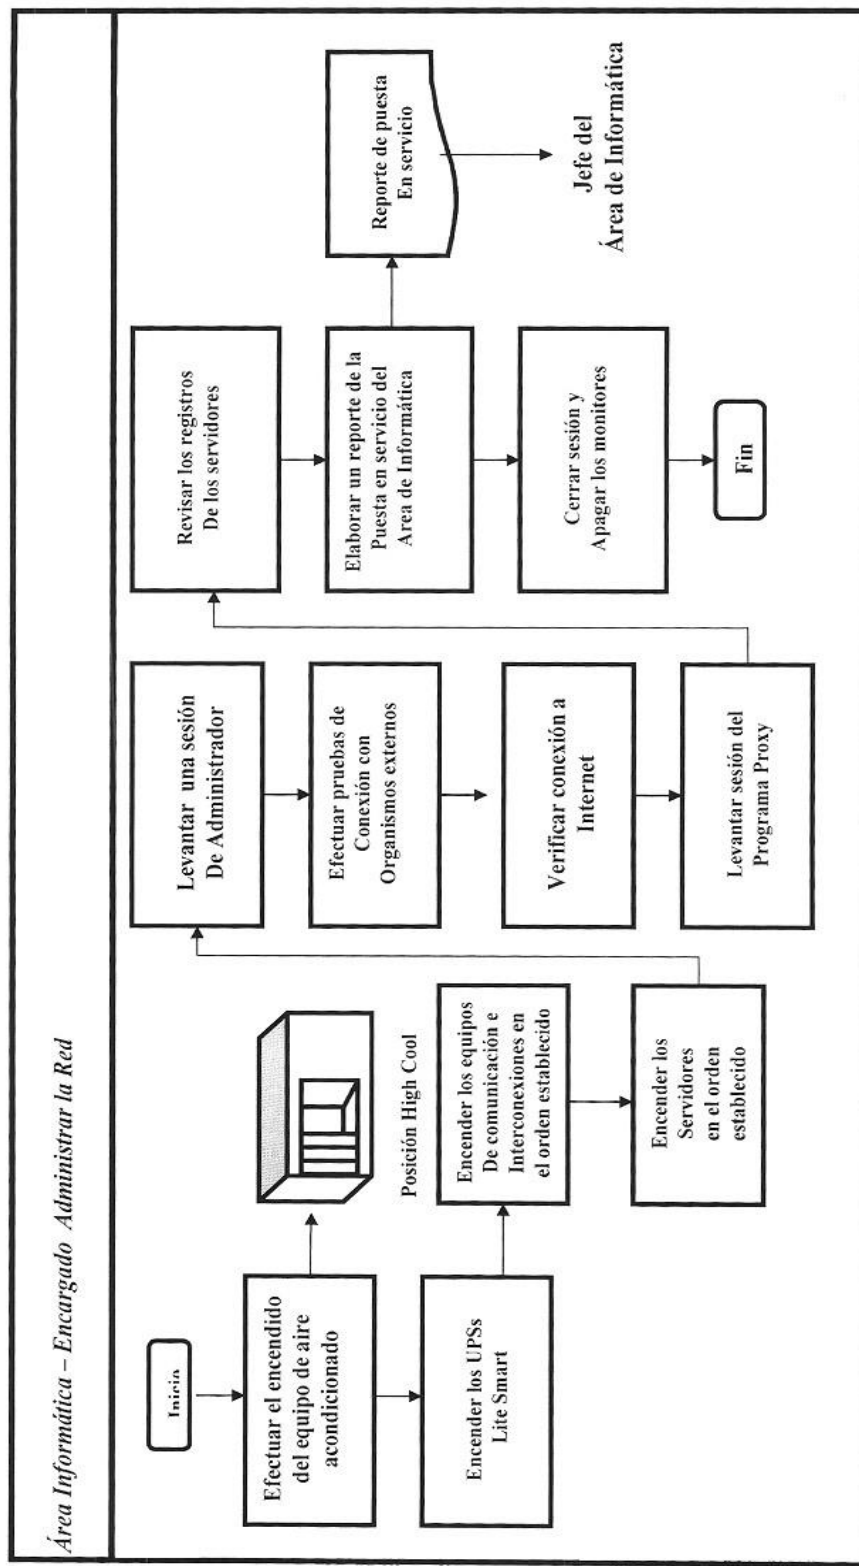 Área Informática – Encargado Administrar la Red
Inicio
Efectuar el encendido
del equipo de aire
acondicionado
Posición High Cool
Encender los UPSs
Lite Smart
Encender los equipos
De comunicación e
Interconexiones en
el orden establecido
Encender los
Servidores
en el orden
establecido
Levantar una sesión
De Administrador
Efectuar pruebas de
Conexión con
Organismos externos
Verificar conexión a
Internet
Levantar sesión del
Programa Proxy
Revisar los registros
De los servidores
Elaborar un reporte de la
Puesta en servicio del
Area de Informática
Reporte de puesta
En servicio
Jefe del
Área de Informática
Cerrar sesión y
Apagar los monitores
Fin